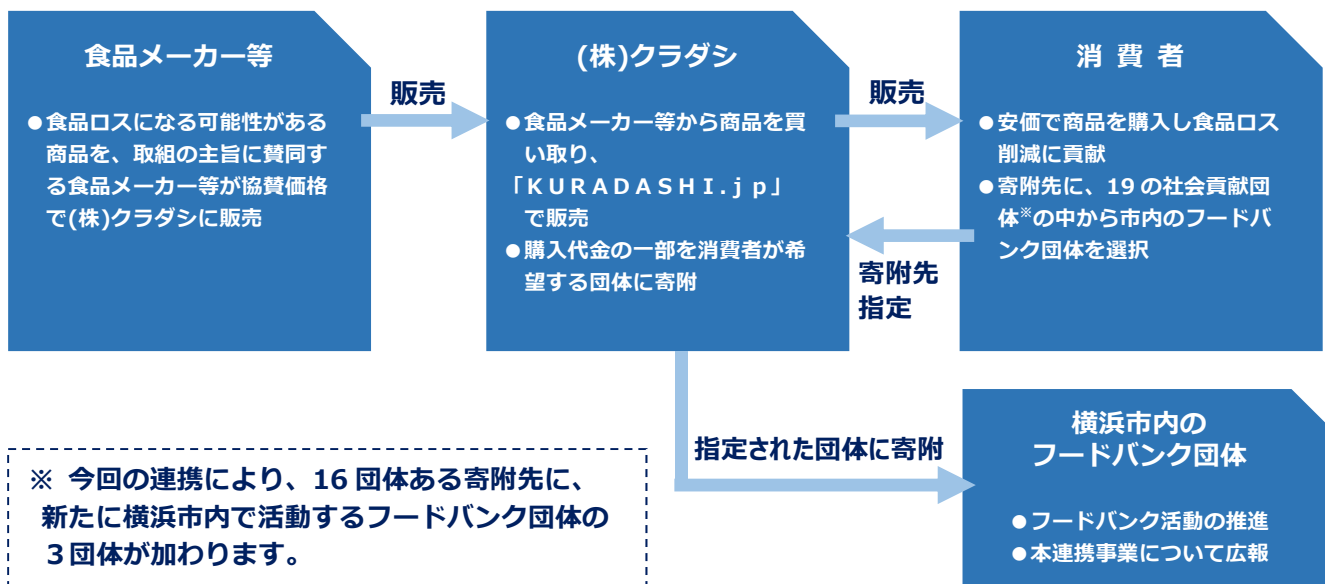 食品メーカー等
●食品ロスになる可能性がある
商品を、取組の主旨に賛同す
る食品メーカー等が協賛価格
で(株)クラダシに販売
販売
(株)クラダシ
●食品メーカー等から商品を買
い取り、
「KURADASHI.jp」
で販売
●購入代金の一部を消費者が希
望する団体に寄附
販売
寄附先
指定
消 費 者
●安価で商品を購入し食品ロス
削減に貢献
●寄附先に、19 の社会貢献団
体※の中から市内のフードバ
ンク団体を選択
指定された団体に寄附
横浜市内の
フードバンク団体
●フードバンク活動の推進
●本連携事業について広報
※ 今回の連携により、16 団体ある寄附先に、
新たに横浜市内で活動するフードバンク団体の
3団体が加わります。